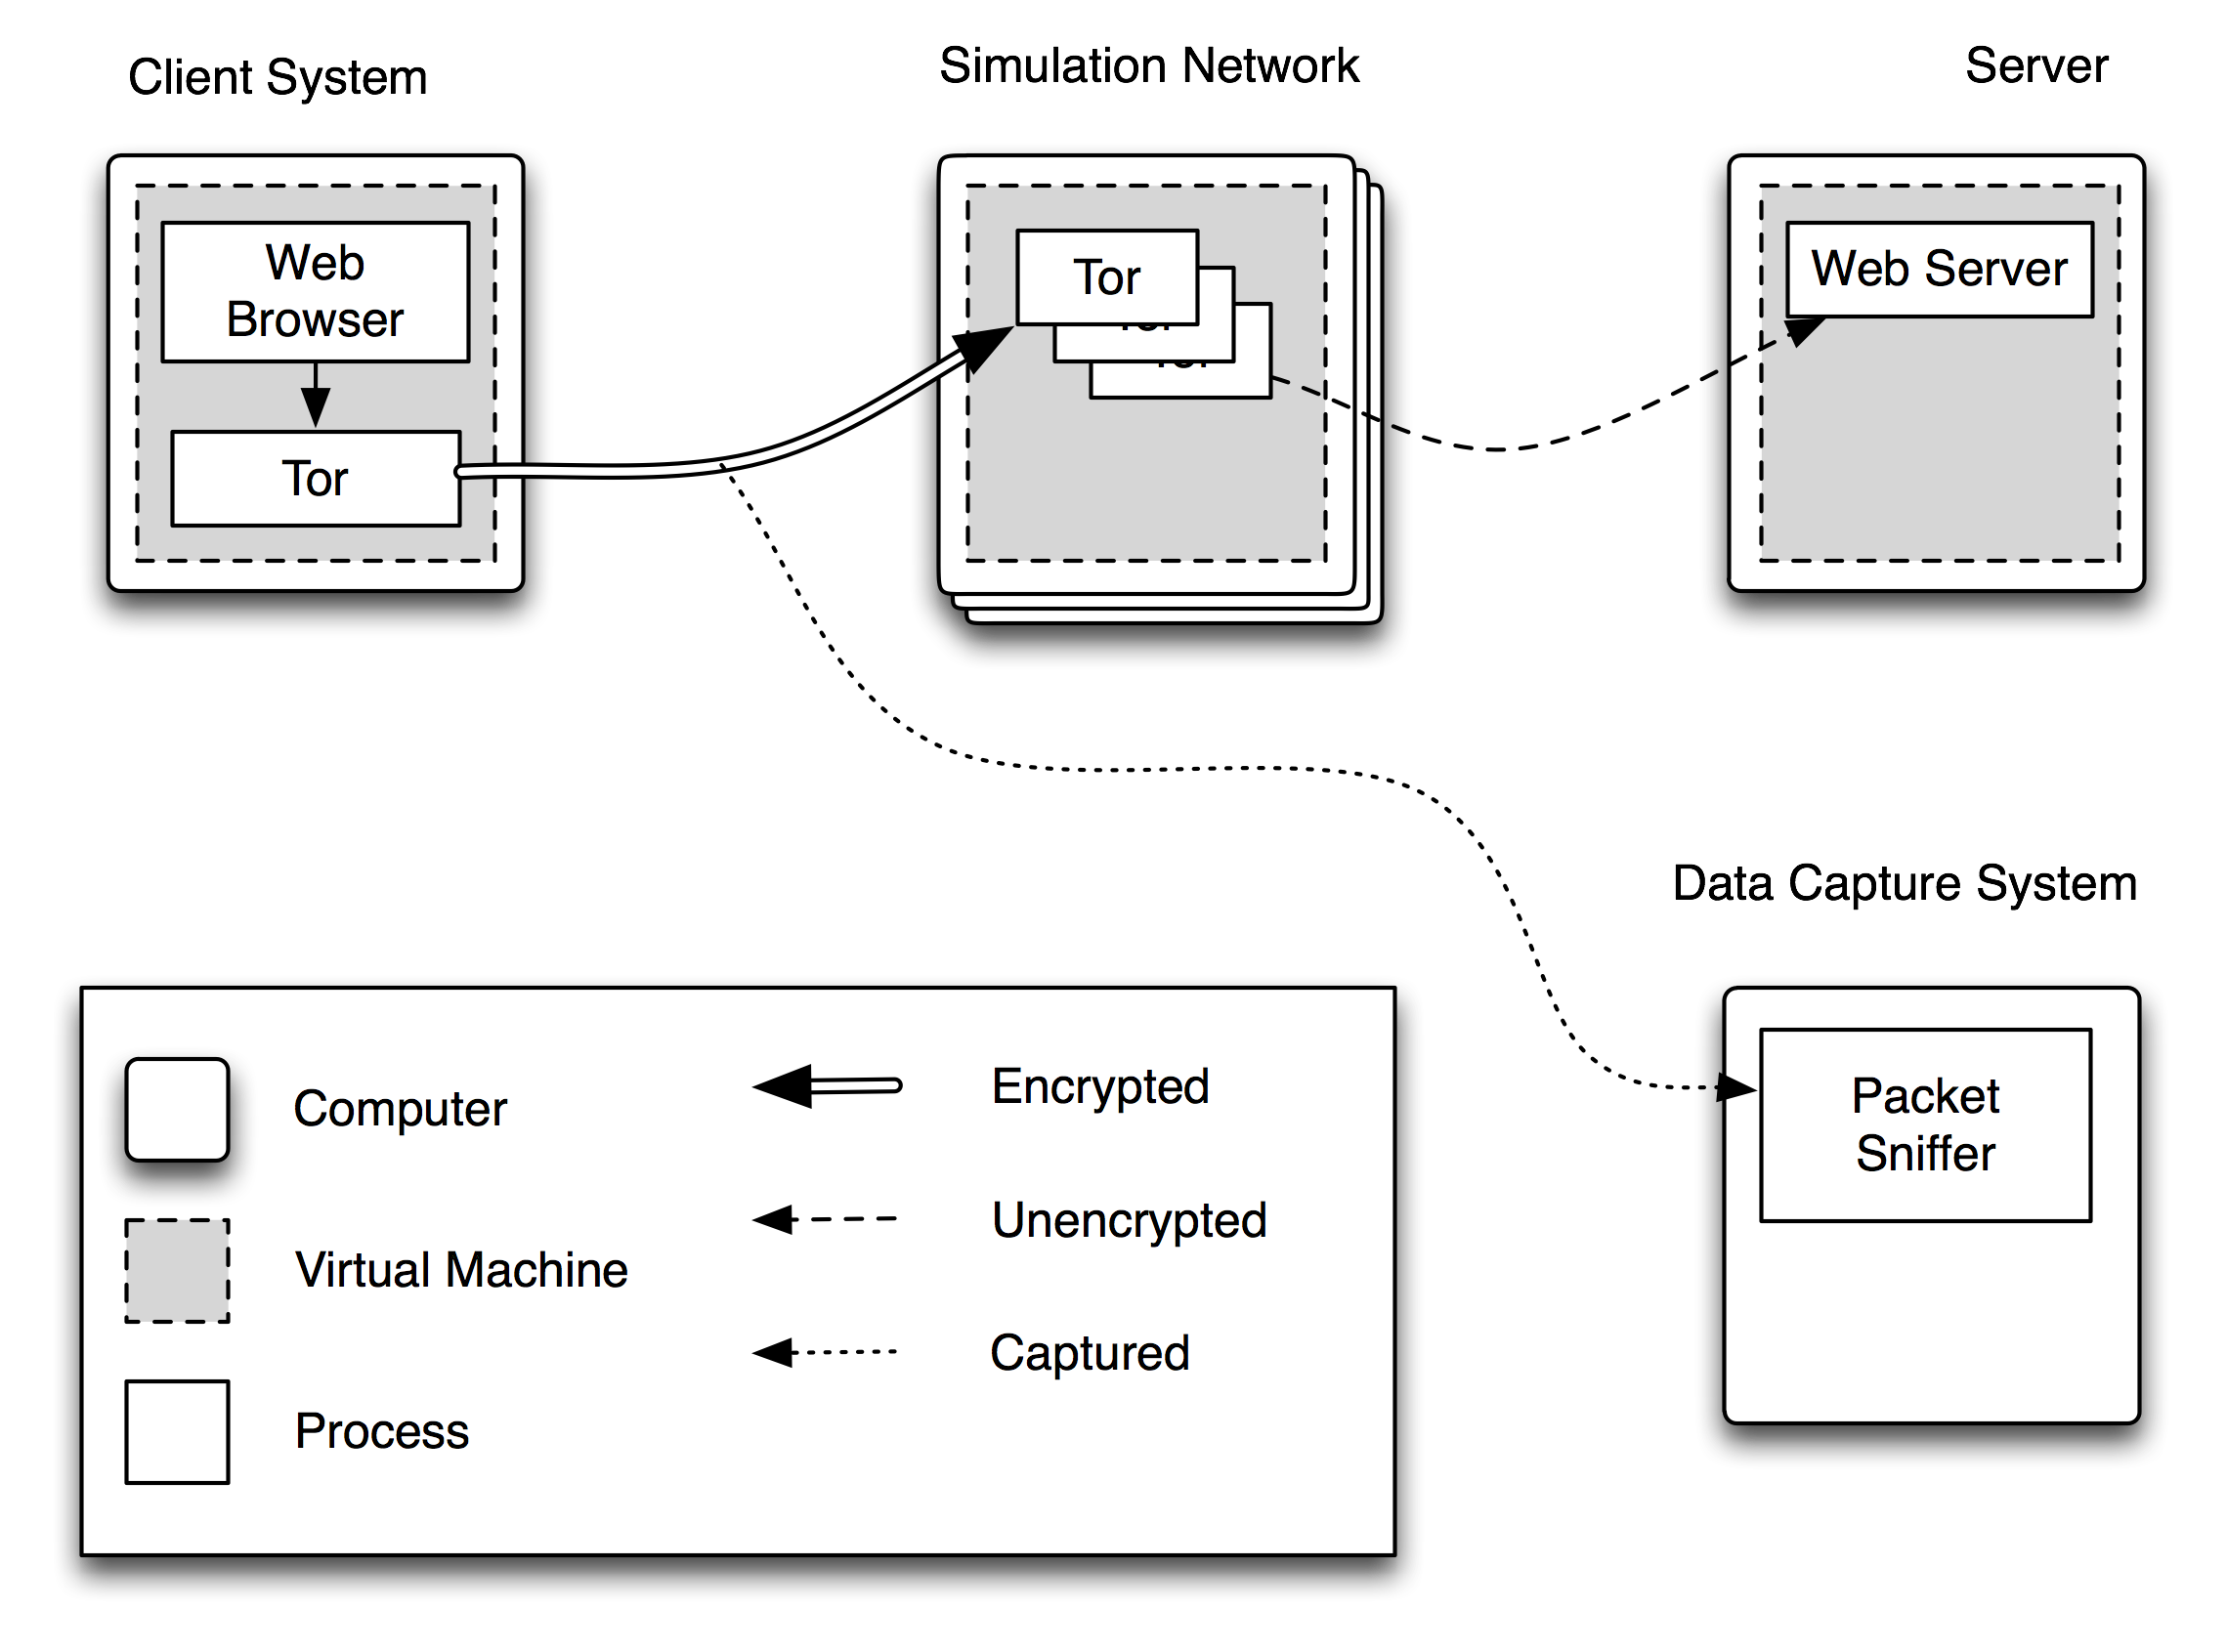 Client System
Simulation Network
Server
Web
Browser
Tor
Tor
Web Server
Data Capture System
Packet
Sniffer
Computer
Virtual Machine
Process
Encrypted
Unencrypted
Captured